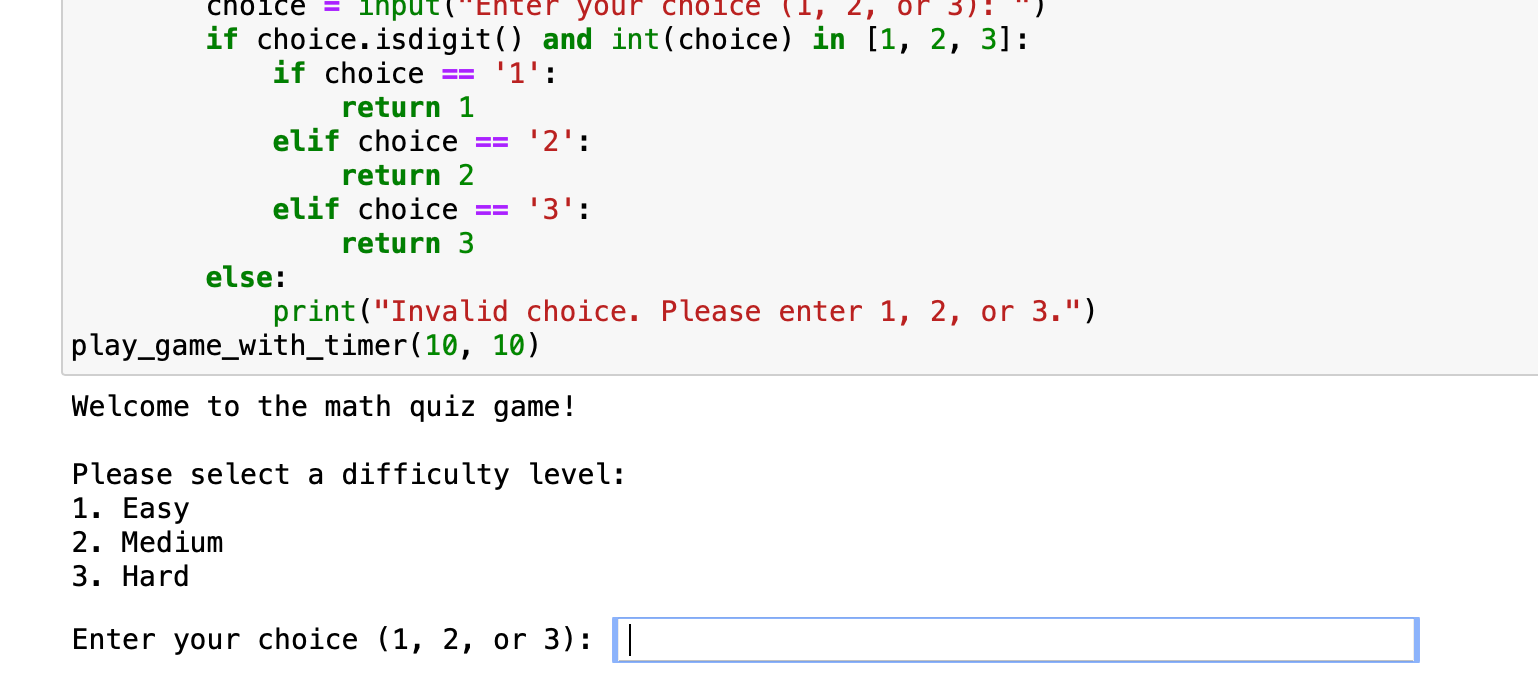 choice = input("Enter your choice (1, 2, or 3): ")
        if choice.isdigit() and int(choice) in [1, 2, 3]:
            if choice == '1':
                return 1
            elif choice == '2':
                return 2
            elif choice == '3':
                return 3
        else:
            print("Invalid choice. Please enter 1, 2, or 3.")
play_game_with_timer(10, 10)
Welcome to the math quiz game!

Please select a difficulty level:
1. Easy
2. Medium
3. Hard

Enter your choice (1, 2, or 3):